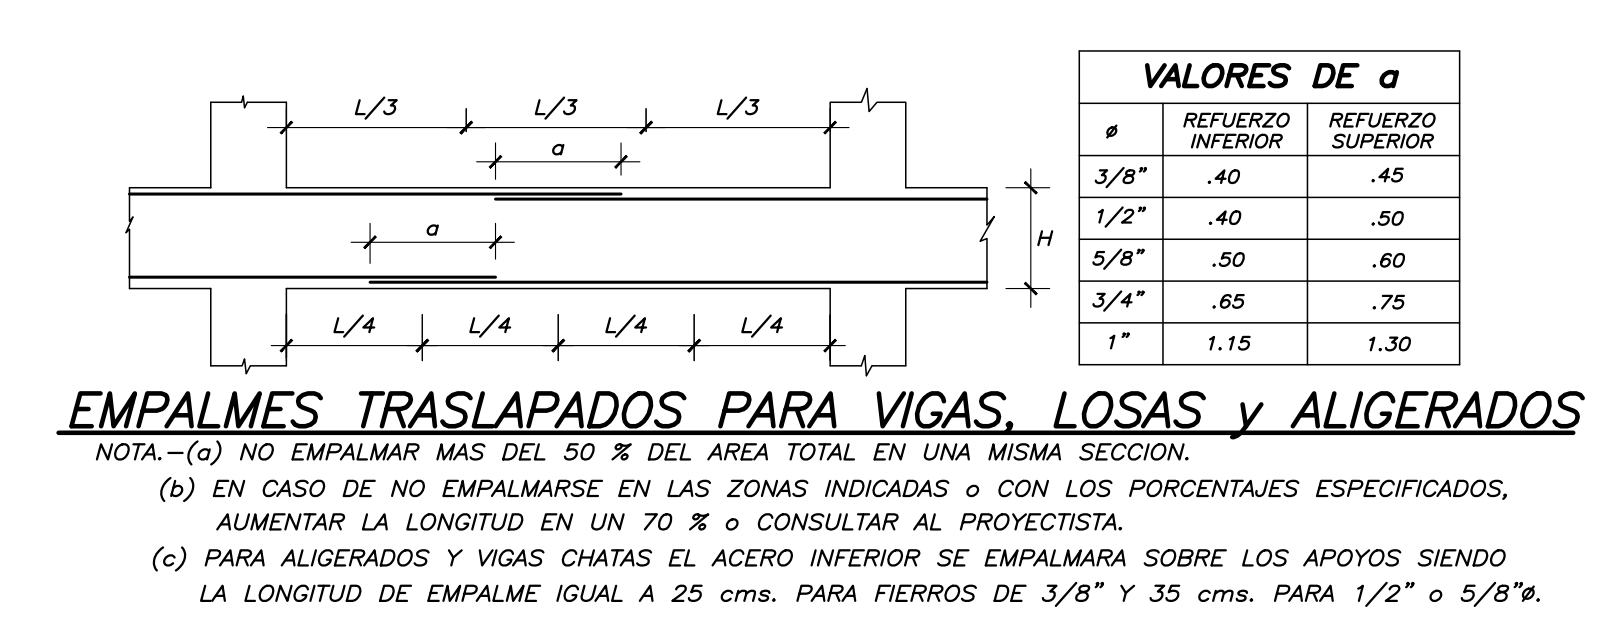 L/3 L/3 L/3
a
a
H
L/4 L/4 L/4 L/4
VALORES DE a
ø REFUERZO INFERIOR REFUERZO SUPERIOR
3/8" .40 .45
1/2" .40 .50
5/8" .50 .60
3/4" .65 .75
1" 1.15 1.30
EMPALMES TRASLAPADOS PARA VIGAS, LOSAS y ALIGERADOS
NOTA.-(a) NO EMPALMAR MAS DEL 50 % DEL AREA TOTAL EN UNA MISMA SECCION.
(b) EN CASO DE NO EMPALMARSE EN LAS ZONAS INDICADAS o CON LOS PORCENTAJES ESPECIFICADOS,
AUMENTAR LA LONGITUD EN UN 70 % o CONSULTAR AL PROYECTISTA.
(c) PARA ALIGERADOS Y VIGAS CHATAS EL ACERO INFERIOR SE EMPALMARA SOBRE LOS APOYOS SIENDO
LA LONGITUD DE EMPALME IGUAL A 25 cms. PARA FIERROS DE 3/8" Y 35 cms. PARA 1/2" o 5/8"ø.